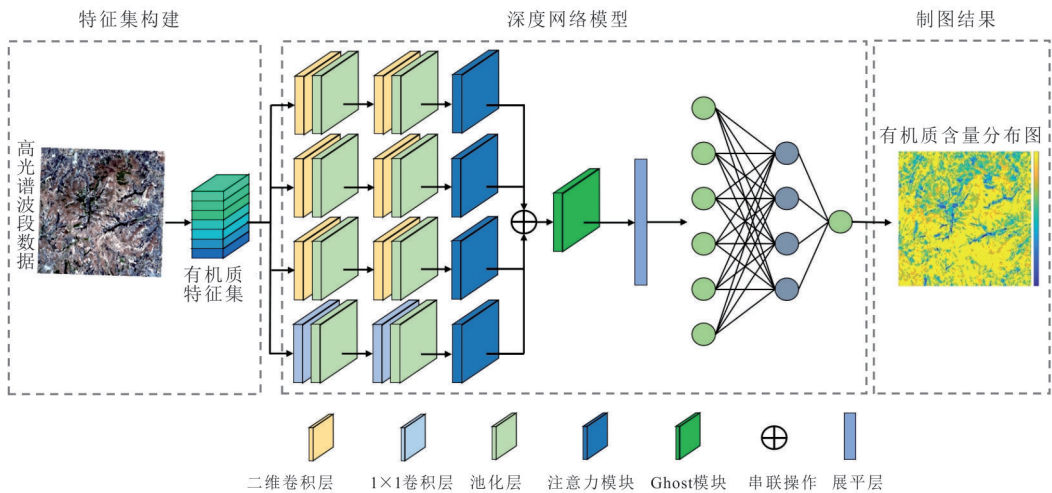 特征集构建
深度网络模型
制图结果
高光谱波段数据
有机质
特征集
有机质含量分布图
二维卷积层
1×1卷积层
池化层
注意力模块
Ghost模块
串联操作
展平层